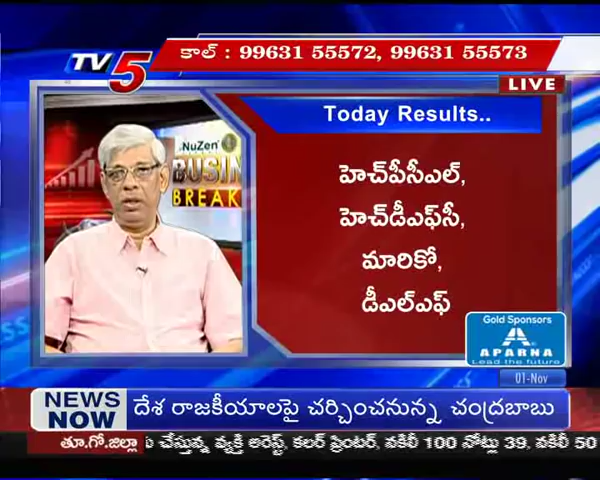 TV5
కాల్ : 99631 55572, 99631 55573
LIVE
Today Results..
NuZen
BUSIN
BREAK
హెచ్‌పీసీఎల్,
హెచ్‌డీఎఫ్‌సీ,
మారికో,
డీఎల్ఎఫ్
Gold Sponsors
APARNA
Lead the future
01-Nov
NEWS NOW
దేశ రాజకీయాలపై చర్చించనున్న చంద్రబాబు
తూ.గో.జిల్లా
చేస్తున్న వ్యక్తి అరెస్ట్, కలర్ ప్రింటర్, నకిలీ 100 నోట్లు 39, నకిలీ 50